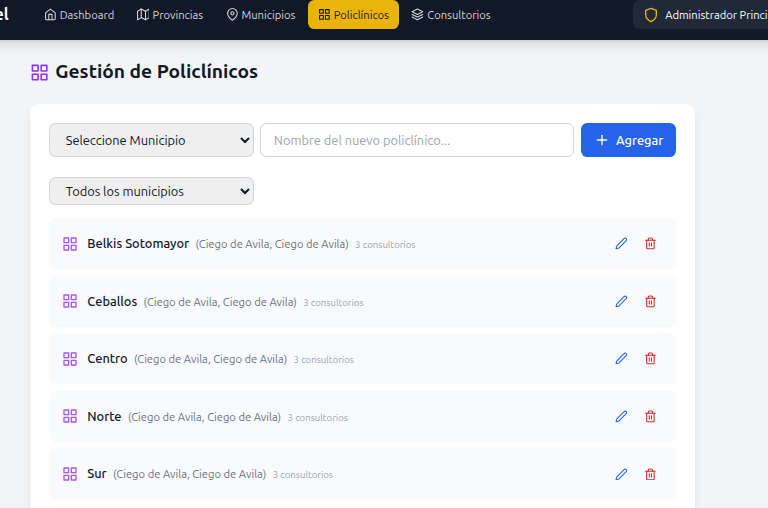 el Dashboard Provincias Municipios Policlínicos Consultorios Administrador Princi
Gestión de Policlínicos
Seleccione Municipio Nombre del nuevo policlínico... Agregar
Todos los municipios
Belkis Sotomayor (Ciego de Avila, Ciego de Avila) 3 consultorios
Ceballos (Ciego de Avila, Ciego de Avila) 3 consultorios
Centro (Ciego de Avila, Ciego de Avila) 3 consultorios
Norte (Ciego de Avila, Ciego de Avila) 3 consultorios
Sur (Ciego de Avila, Ciego de Avila) 3 consultorios